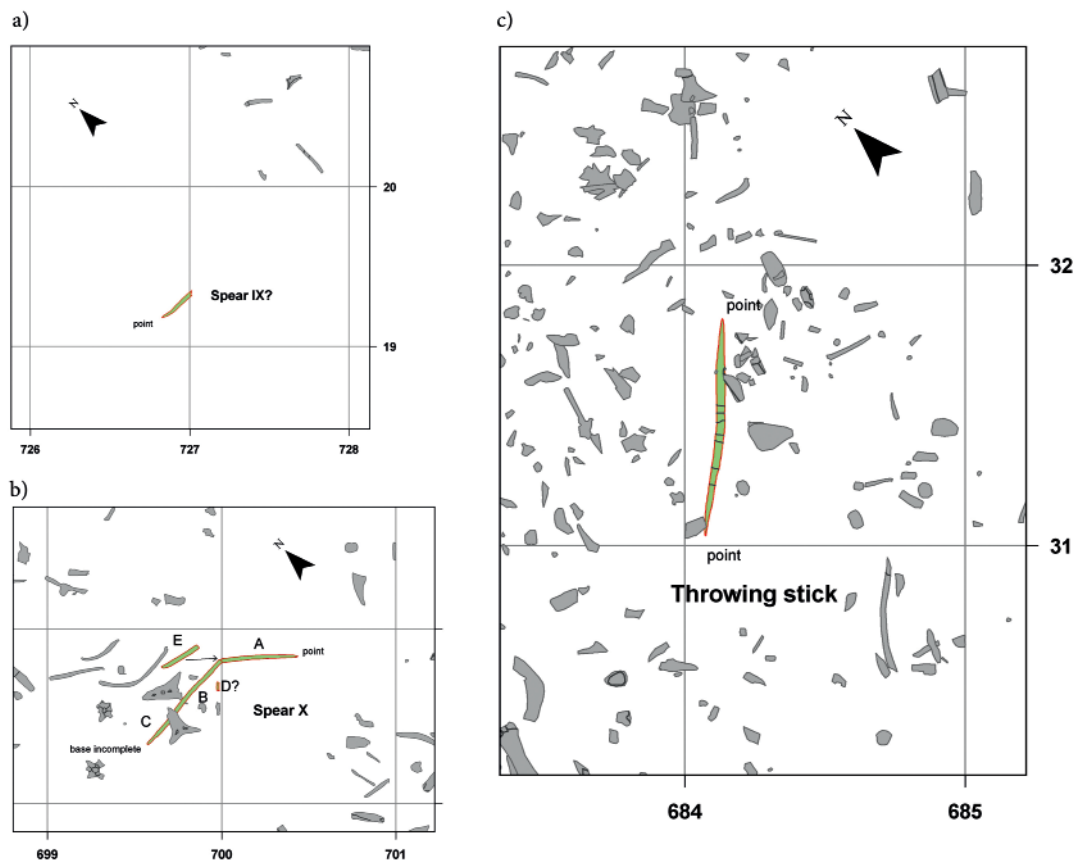 a)
N
20
Spear IX?
point
19
726 727 728
b)
N
E
A
point
D?
B
Spear X
C
base incomplete
699 700 701
c)
N
32
point
31
point
Throwing stick
684 685